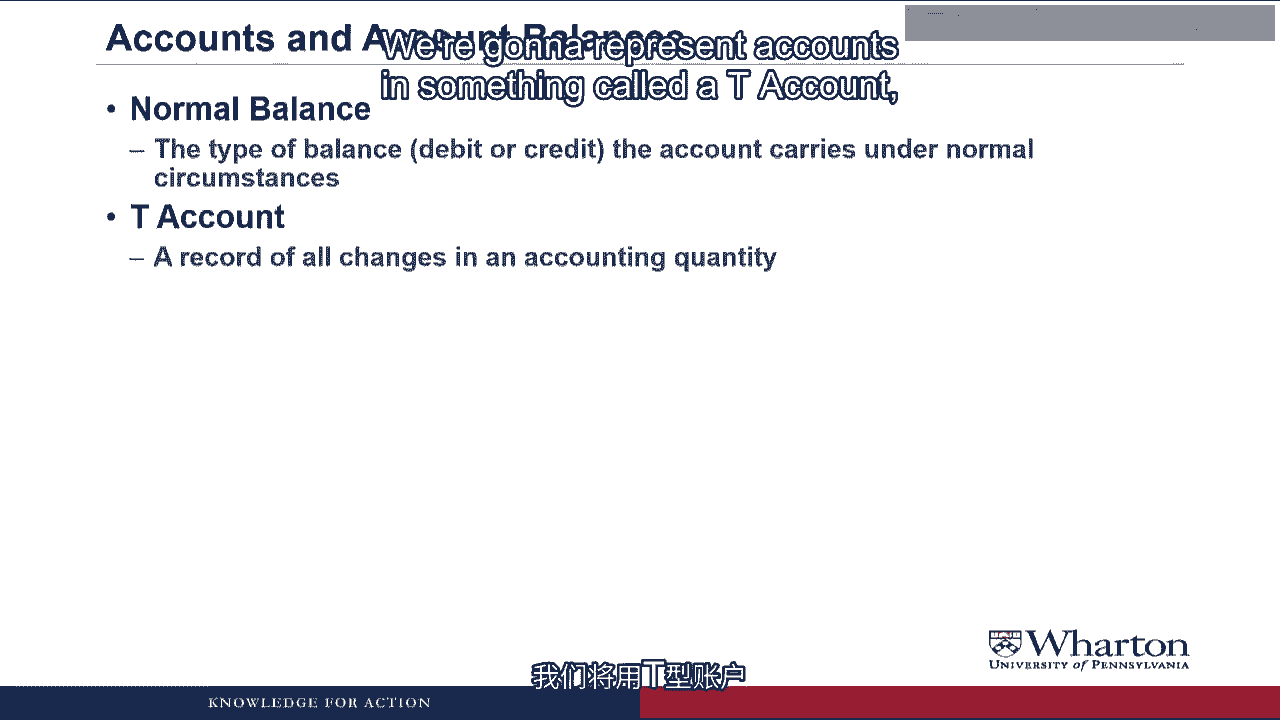 Accounts and Account Balances
We're gonna represent accounts
in something called a T Account,
• Normal Balance
– The type of balance (debit or credit) the account carries under normal
circumstances
• T Account
– A record of all changes in an accounting quantity
Wharton
UNIVERSITY of PENNSYLVANIA
我们将用T型账户
KNOWLEDGE FOR ACTION